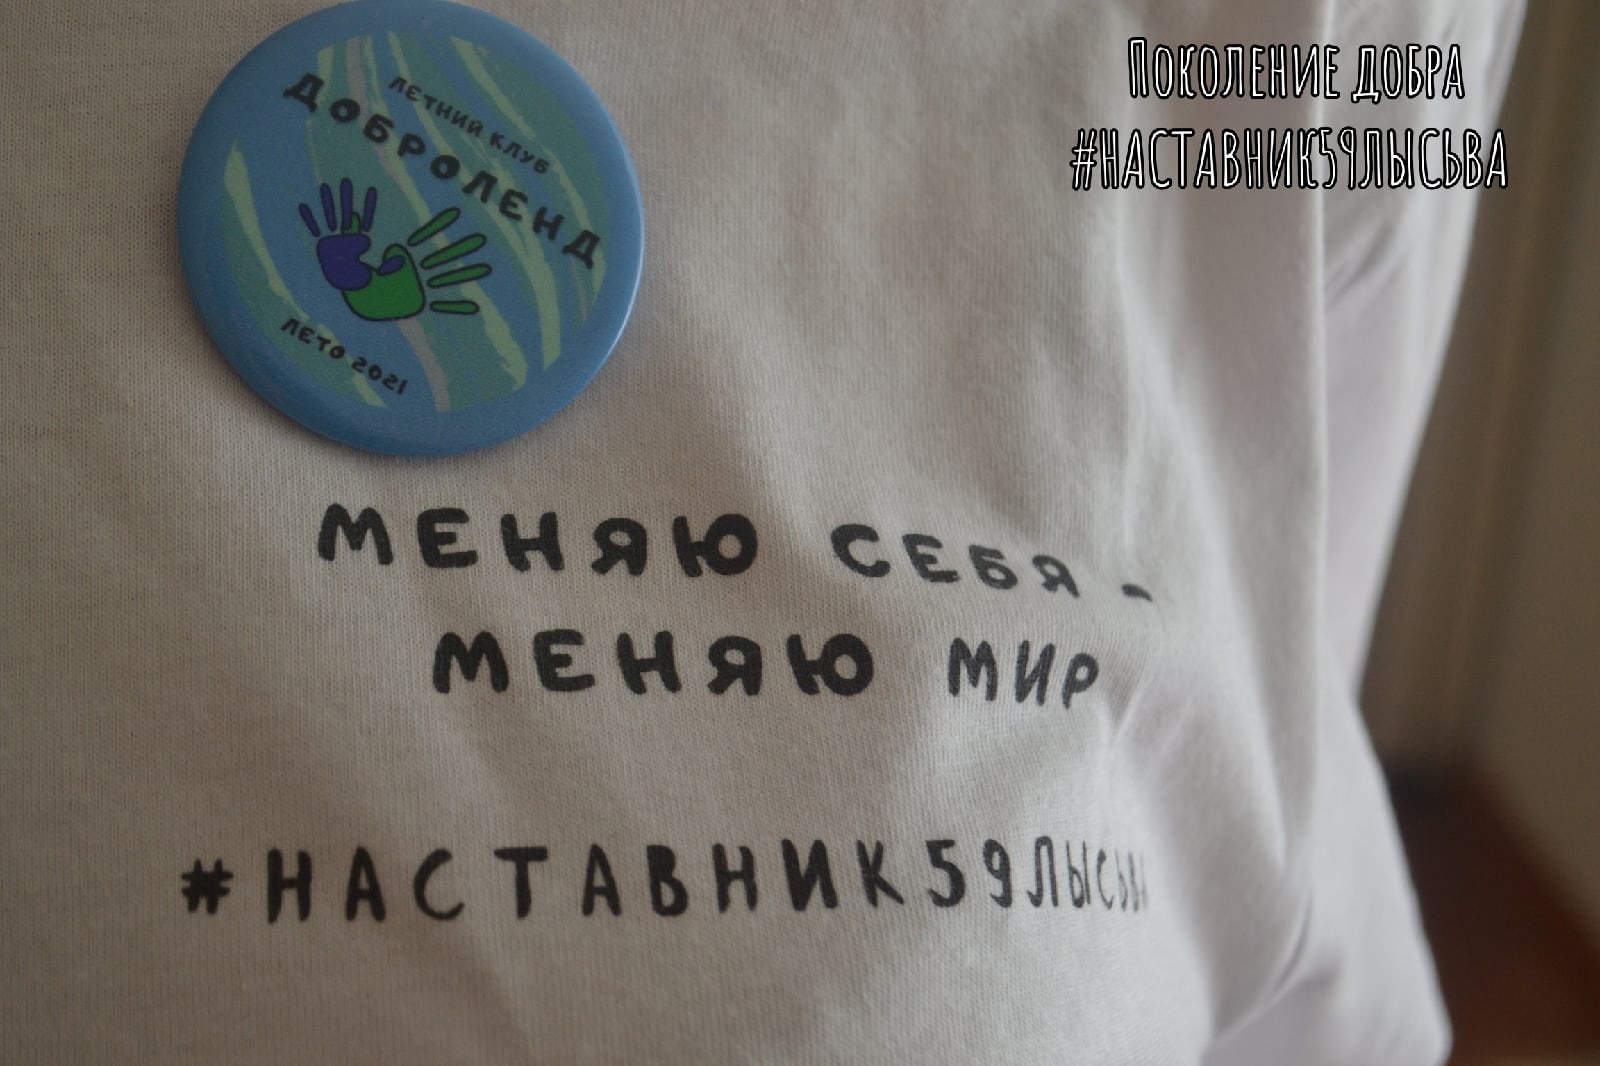 ЛЕТНИЙ КЛУБ
ДОБРОЛЕНД
ЛЕТО 2021
Поколение добра
#НАСТАВНИК59ЛЫСЬВА
МЕНЯЮ СЕБЯ -
МЕНЯЮ МИР
#НАСТАВНИК59ЛЫСЬВА